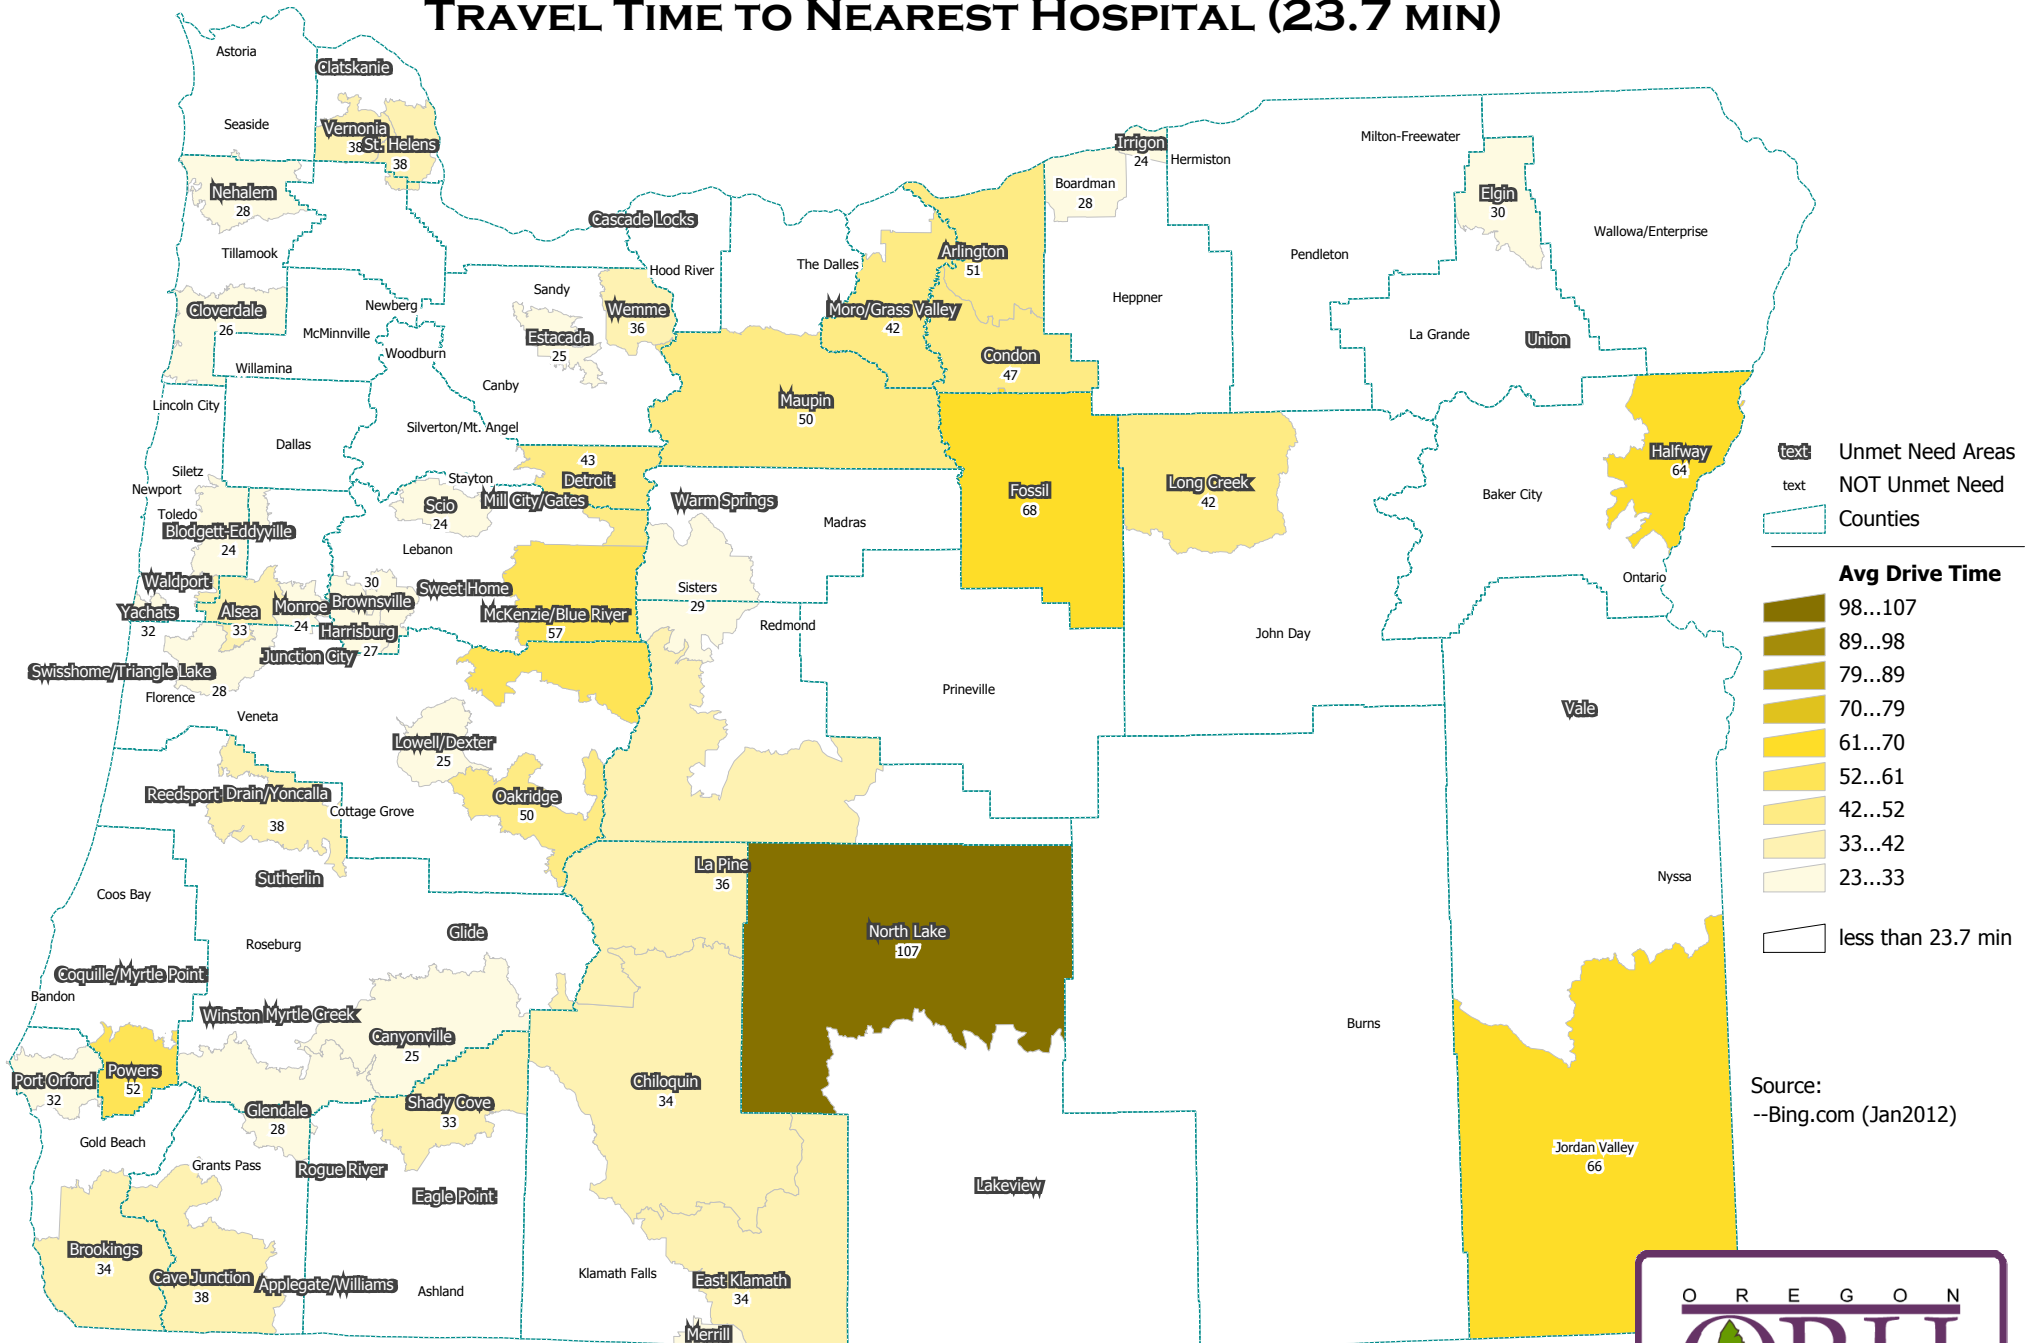 TRAVEL TIME TO NEAREST HOSPITAL (23.7 MIN)
Astoria
Clatskanie
Seaside
Vernonia
38
St. Helens
38
Nehalem
28
Tillamook
Cloverdale
26
Newberg
McMinnville
Willamina
Woodburn
Sandy
Estacada
25
Wemme
36
Canby
Cascade Locks
Hood River
The Dalles
Moro/Grass Valley
42
Arlington
51
Condon
47
Boardman
28
Irrigon
24
Hermiston
Heppner
Milton-Freewater
Pendleton
Elgin
30
Wallowa/Enterprise
La Grande
Union
Lincoln City
Dallas
Silverton/Mt. Angel
Maupin
50
Siletz
Newport
Toledo
Blodgett-Eddyville
24
Stayton
Scio
24
43
Detroit
Mill City/Gates
Warm Springs
Madras
Fossil
68
Long Creek
42
Baker City
Halfway
64
Ontario
Lebanon
Waldport
Yachats
32
Alsea
33
Monroe
24
30
Brownsville
Harrisburg
27
Sweet Home
McKenzie/Blue River
57
Sisters
29
Redmond
John Day
Junction City
Swisshome/Triangle Lake
28
Florence
Veneta
Prineville
Vale
Lowell/Dexter
25
Oakridge
50
Reedsport
Drain/Yoncalla
38
Cottage Grove
Sutherlin
La Pine
36
Coos Bay
Roseburg
Glide
North Lake
107
Nyssa
Coquille/Myrtle Point
Bandon
Winston
Myrtle Creek
Canyonville
25
Burns
Port Orford
32
Powers
52
Chiloquin
34
Glendale
28
Shady Cove
33
Gold Beach
Grants Pass
Rogue River
Eagle Point
Lakeview
Jordan Valley
66
Brookings
34
Cave Junction
38
Applegate/Williams
Ashland
Klamath Falls
East Klamath
34
Merrill
text Unmet Need Areas
text NOT Unmet Need
Counties
Avg Drive Time
98...107
89...98
79...89
70...79
61...70
52...61
42...52
33...42
23...33
less than 23.7 min
Source:
--Bing.com (Jan2012)
OREGON